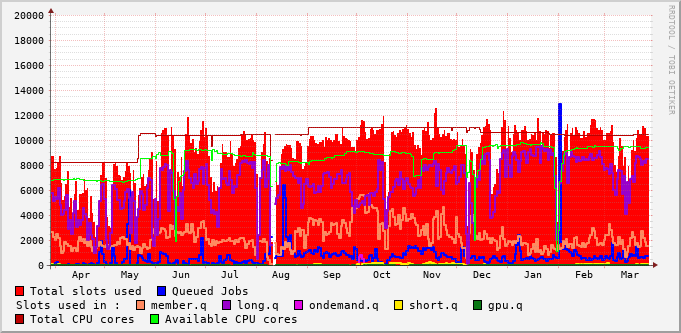 20000
18000
16000
14000
12000
10000
8000
6000
4000
2000
0
Apr May Jun Jul Aug Sep Oct Nov Dec Jan Feb Mar
RRDTOOL / TOBI OETIKER
Total slots used Queued Jobs
Slots used in : member.q long.q ondemand.q short.q gpu.q
Total CPU cores Available CPU cores